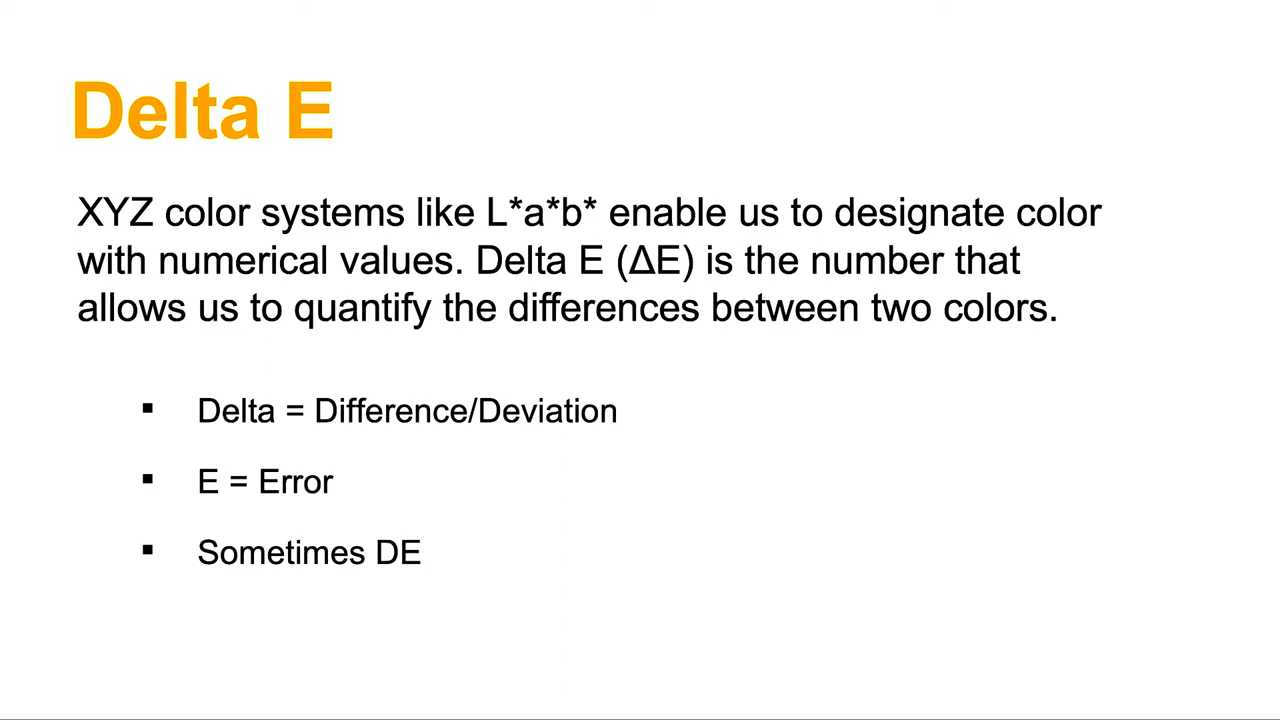 Delta E
XYZ color systems like L*a*b* enable us to designate color
with numerical values. Delta E (ΔE) is the number that
allows us to quantify the differences between two colors.
▪ Delta = Difference/Deviation
▪ E = Error
▪ Sometimes DE